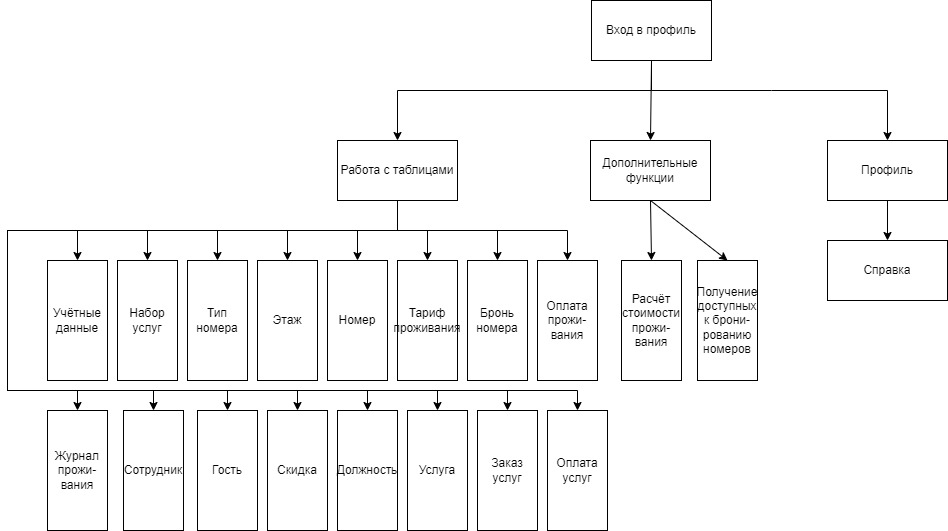 Вход в профиль
Работа с таблицами
Дополнительные
функции
Профиль
Справка
Учётные
данные
Набор
услуг
Тип
номера
Этаж
Номер
Тариф
проживания
Бронь
номера
Оплата
прожи-
вания
Расчёт
стоимости
прожи-
вания
Получение
доступных
к брони-
рованию
номеров
Журнал
прожи-
вания
Сотрудник
Гость
Скидка
Должность
Услуга
Заказ
услуг
Оплата
услуг